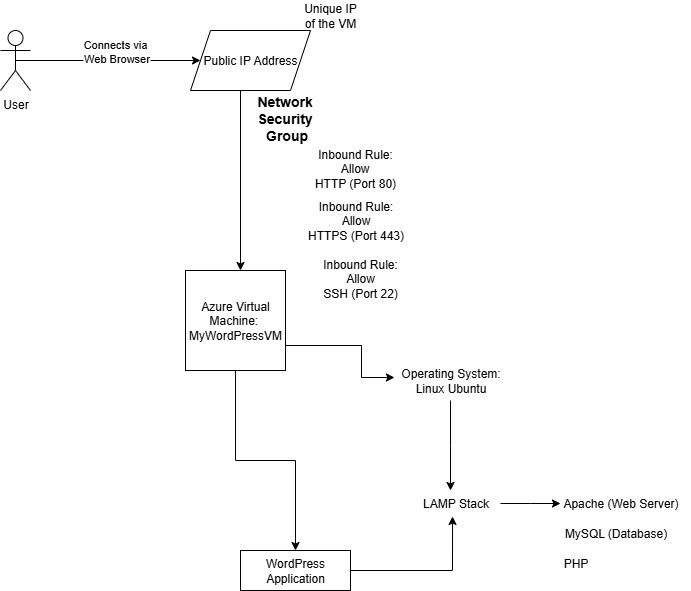 Unique IP
of the VM
Connects via
Web Browser
Public IP Address
User
Network
Security
Group
Inbound Rule:
Allow
HTTP (Port 80)
Inbound Rule:
Allow
HTTPS (Port 443)
Inbound Rule:
Allow
SSH (Port 22)
Azure Virtual
Machine:
MyWordPressVM
Operating System:
Linux Ubuntu
LAMP Stack
Apache (Web Server)
MySQL (Database)
PHP
WordPress
Application